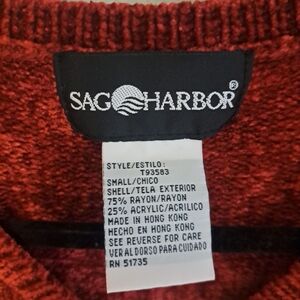 SAG HARBOR®
STYLE/ESTILO:
T93583
SMALL/CHICO
SHELL/TELA EXTERIOR
75% RAYON/RAYON
25% ACRYLIC/ACRILICO
MADE IN HONG KONG
HECHO EN HONG KONG
SEE REVERSE FOR CARE
VER AL DORSO PARA CUIDADO
RN 51735